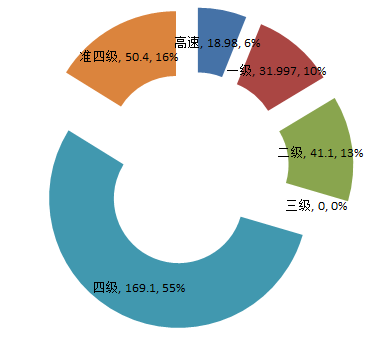 高速, 18.98, 6%
一级, 31.997, 10%
二级, 41.1, 13%
三级, 0, 0%
四级, 169.1, 55%
准四级, 50.4, 16%